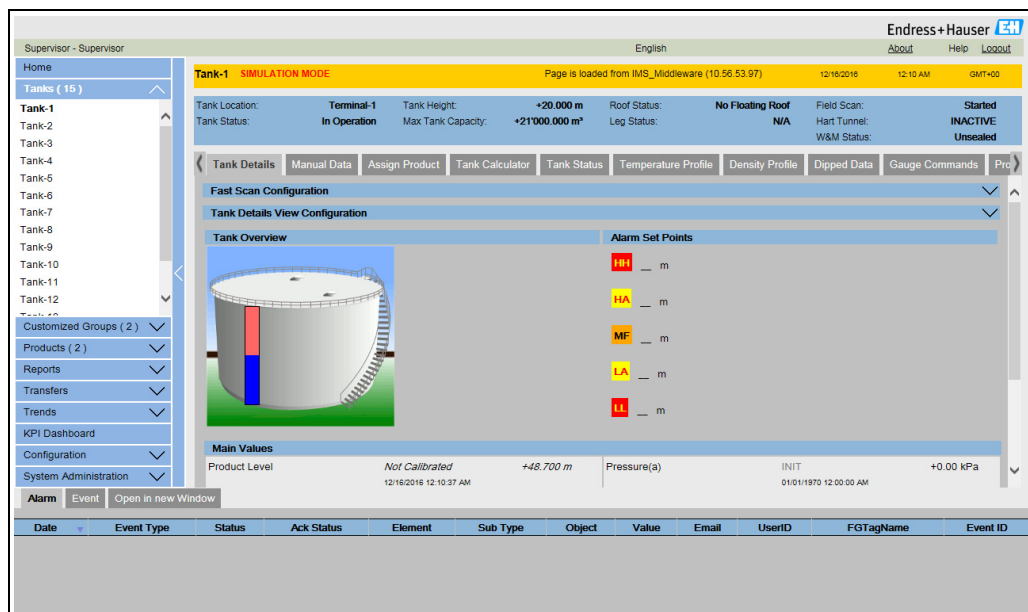 Endress+Hauser EH
Supervisor - Supervisor English About Help Logout
Home
Tanks ( 15 )
Tank-1
Tank-2
Tank-3
Tank-4
Tank-5
Tank-6
Tank-7
Tank-8
Tank-9
Tank-10
Tank-11
Tank-12
Customized Groups ( 2 )
Products ( 2 )
Reports
Transfers
Trends
KPI Dashboard
Configuration
System Administration
Tank-1 SIMULATION MODE Page is loaded from IMS_Middleware (10.56.53.97) 12/16/2016 12:10 AM GMT+00
Tank Location: Terminal-1 Tank Height: +20.000 m Roof Status: No Floating Roof Field Scan: Started
Tank Status: In Operation Max Tank Capacity: +21'000.000 m³ Leg Status: N/A Hart Tunnel: INACTIVE
W&M Status: Unsealed
Tank Details Manual Data Assign Product Tank Calculator Tank Status Temperature Profile Density Profile Dipped Data Gauge Commands Pro
Fast Scan Configuration
Tank Details View Configuration
Tank Overview Alarm Set Points
HH __ m
HA __ m
MF __ m
LA __ m
LL __ m
Main Values
Product Level Not Calibrated +48.700 m Pressure(a) INIT +0.00 kPa
12/16/2016 12:10:37 AM 01/01/1970 12:00:00 AM
Alarm Event Open in new Window
Date Event Type Status Ack Status Element Sub Type Object Value Email UserID FGTagName Event ID